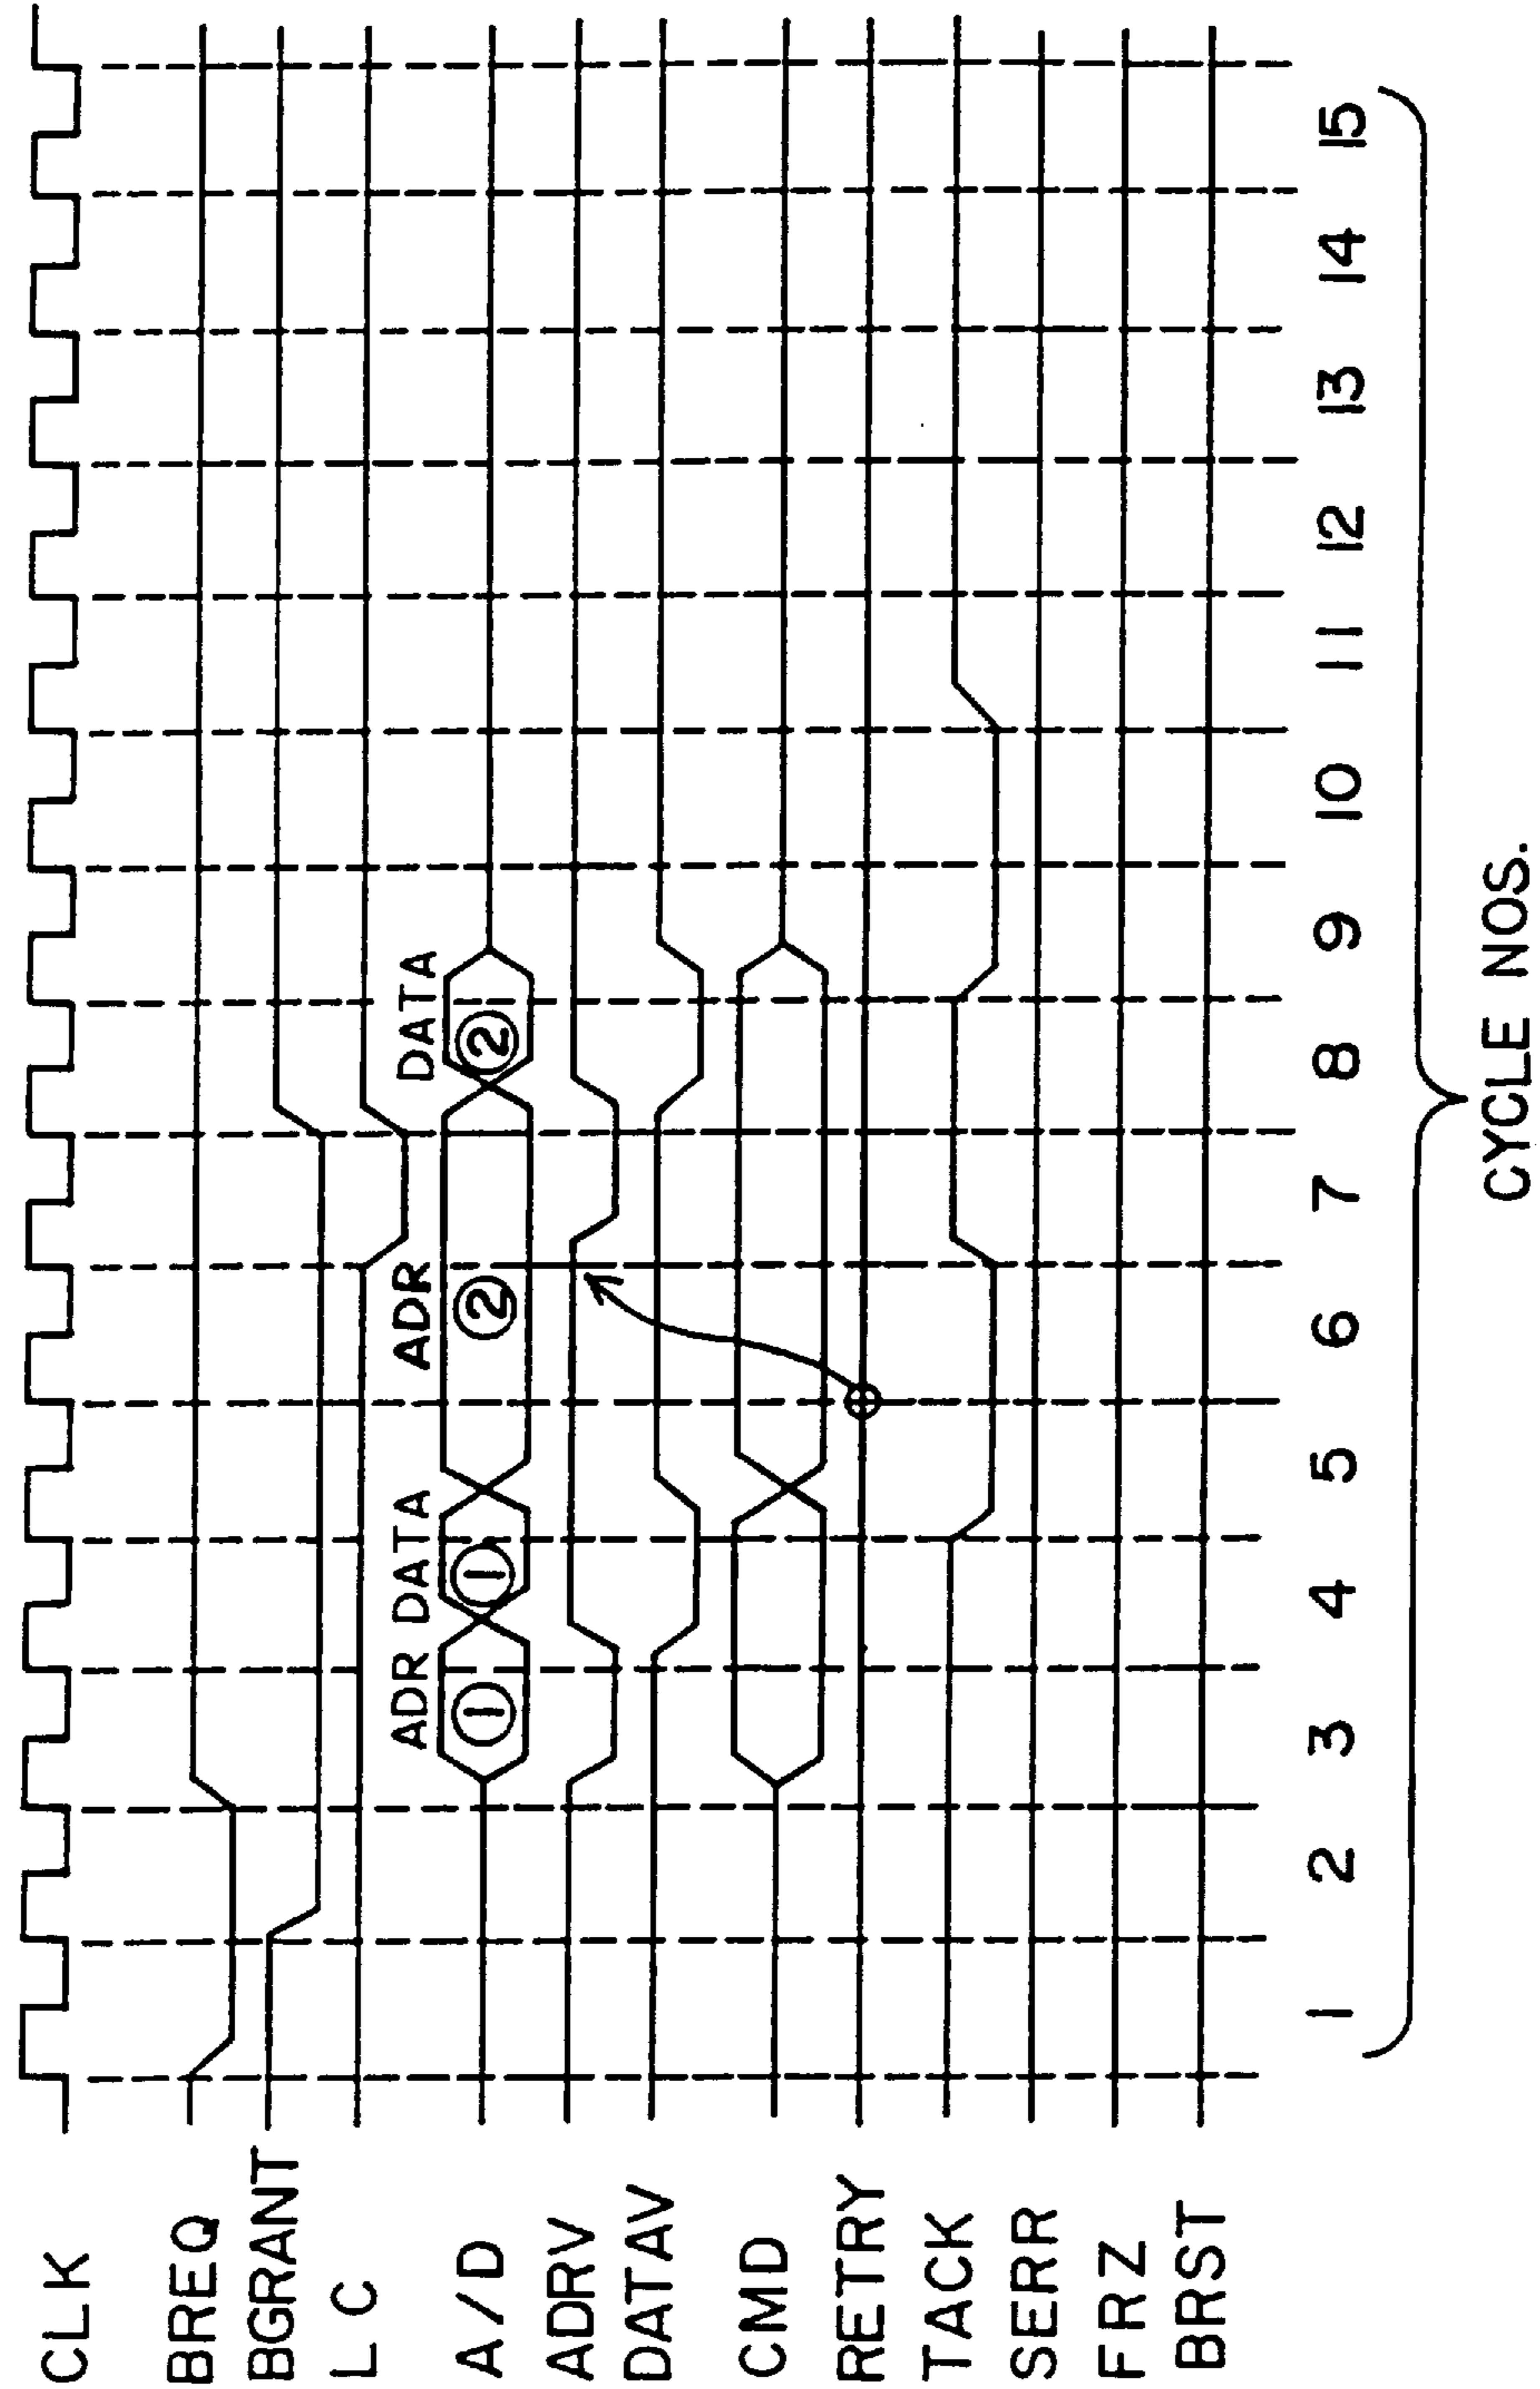 CLK
BREQ
BGRANT
LC
ADR DATA ADR DATA
A/D ① ① ② ②
ADRV
DATAV
CMD
RETRY
TACK
SERR
FRZ
BRST
1 2 3 4 5 6 7 8 9 10 11 12 13 14 15
CYCLE NOS.